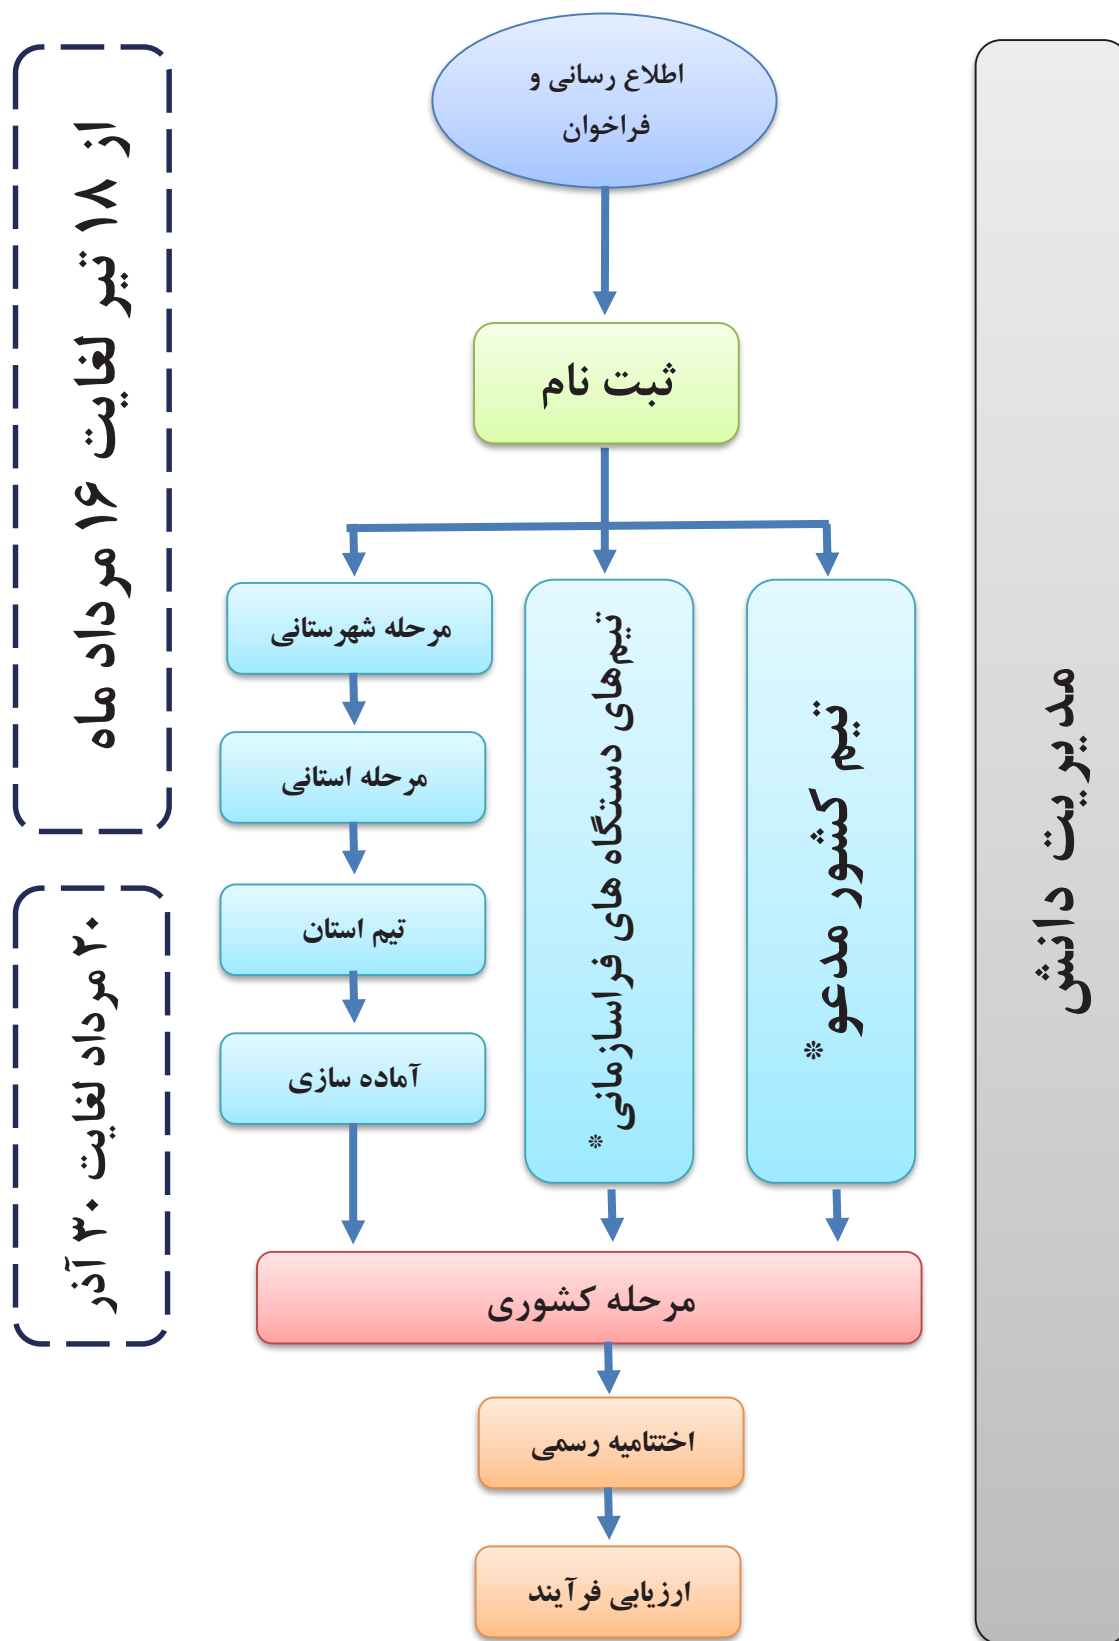 اطلاع رسانی و
فراخوان
ثبت نام
تیم کشور مدعو *
تیم‌های دستگاه های فراسازمانی *
مرحله شهرستانی
مرحله استانی
تیم استان
آماده سازی
مرحله کشوری
اختتامیه رسمی
ارزیابی فرآیند
مدیریت دانش
از ۱۸ تیر لغایت ۱۶ مرداد ماه
۲۰ مرداد لغایت ۳۰ آذر